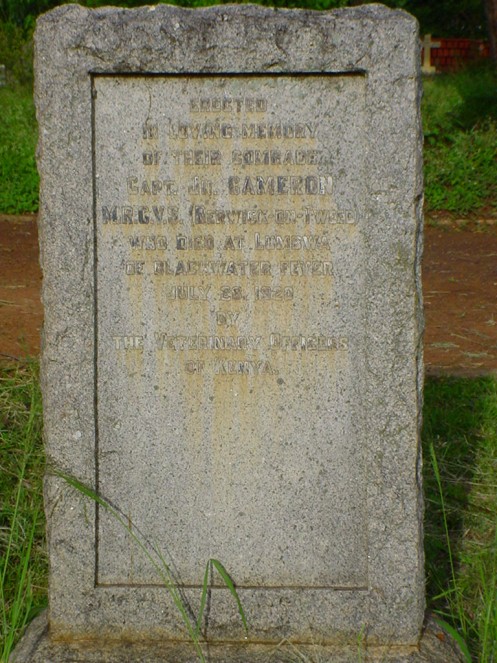 ERECTED
IN LOVING MEMORY
OF THEIR COMRADE
CAPT. JQ. CAMERON
M.R.C.V.S. (BERWICK-ON-TWEED)
WHO DIED AT LUMBWA
OF BLACKWATER FEVER
JULY 1920
BY
THE VETERINARY OFFICERS
OF KENYA.